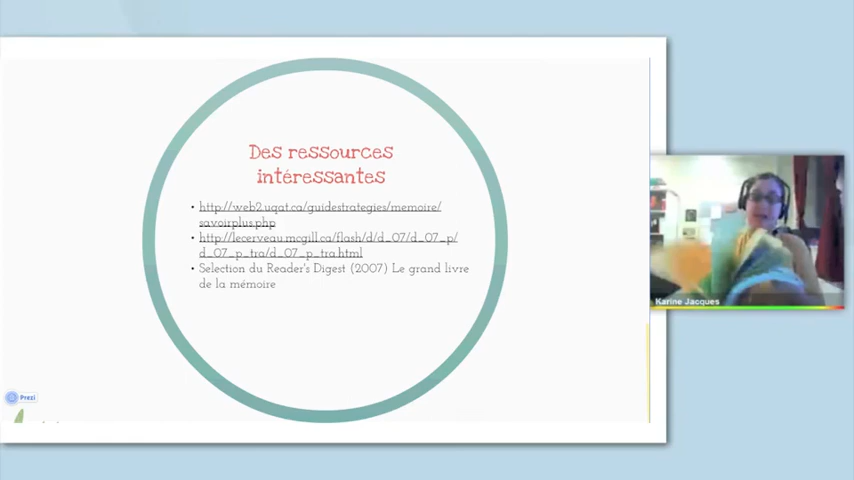 Des ressources
intéressantes
• http://web2.uqat.ca/guidestrategies/memoire/
savoirplus.php
• http://lecerveau.mcgill.ca/flash/d/d_07/d_07_p/
d_07_p_tra/d_07_p_tra.html
• Selection du Reader's Digest (2007) Le grand livre
de la mémoire
Karine Jacques
Prezi